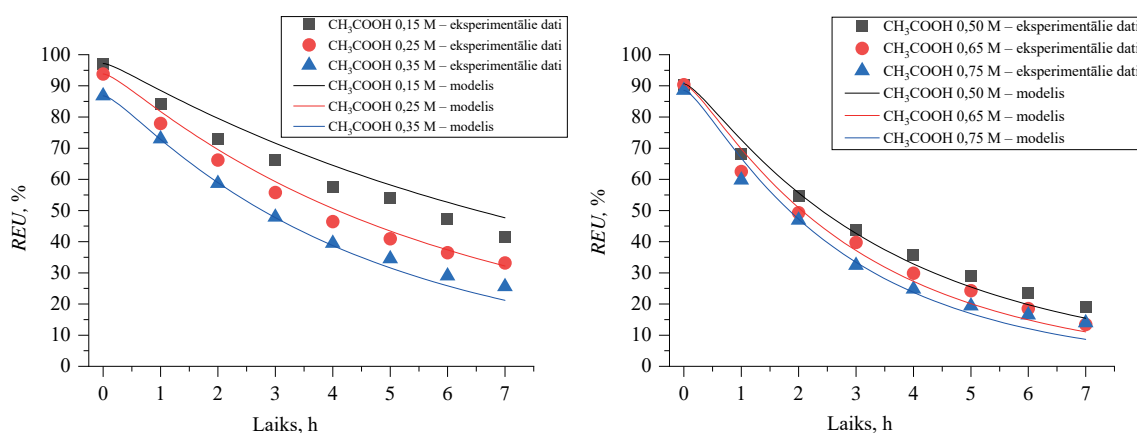 CH₃COOH 0,15 M – eksperimentālie dati
CH₃COOH 0,25 M – eksperimentālie dati
CH₃COOH 0,35 M – eksperimentālie dati
CH₃COOH 0,15 M – modelis
CH₃COOH 0,25 M – modelis
CH₃COOH 0,35 M – modelis
100
90
80
70
60
50
40
30
20
10
0
REU, %
0 1 2 3 4 5 6 7
Laiks, h
CH₃COOH 0,50 M – eksperimentālie dati
CH₃COOH 0,65 M – eksperimentālie dati
CH₃COOH 0,75 M – eksperimentālie dati
CH₃COOH 0,50 M – modelis
CH₃COOH 0,65 M – modelis
CH₃COOH 0,75 M – modelis
100
90
80
70
60
50
40
30
20
10
0
REU, %
0 1 2 3 4 5 6 7
Laiks, h